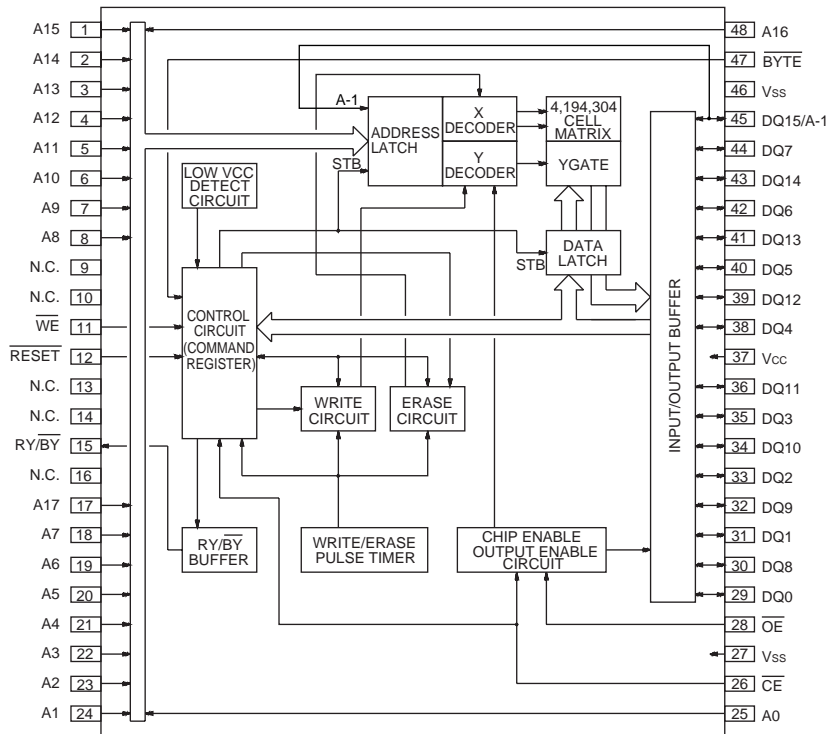 A15 1
A14 2
A13 3
A12 4
A11 5
A10 6
A9 7
A8 8
N.C. 9
N.C. 10
WE 11
RESET 12
N.C. 13
N.C. 14
RY/BY 15
N.C. 16
A17 17
A7 18
A6 19
A5 20
A4 21
A3 22
A2 23
A1 24
A-1
STB
ADDRESS
LATCH
X
DECODER
Y
DECODER
4,194,304
CELL
MATRIX
YGATE
LOW VCC
DETECT
CIRCUIT
STB
DATA
LATCH
CONTROL
CIRCUIT
(COMMAND
REGISTER)
WRITE
CIRCUIT
ERASE
CIRCUIT
RY/BY
BUFFER
WRITE/ERASE
PULSE TIMER
CHIP ENABLE
OUTPUT ENABLE
CIRCUIT
INPUT/OUTPUT BUFFER
48 A16
47 BYTE
46 Vss
45 DQ15/A-1
44 DQ7
43 DQ14
42 DQ6
41 DQ13
40 DQ5
39 DQ12
38 DQ4
37 Vcc
36 DQ11
35 DQ3
34 DQ10
33 DQ2
32 DQ9
31 DQ1
30 DQ8
29 DQ0
28 OE
27 Vss
26 CE
25 A0